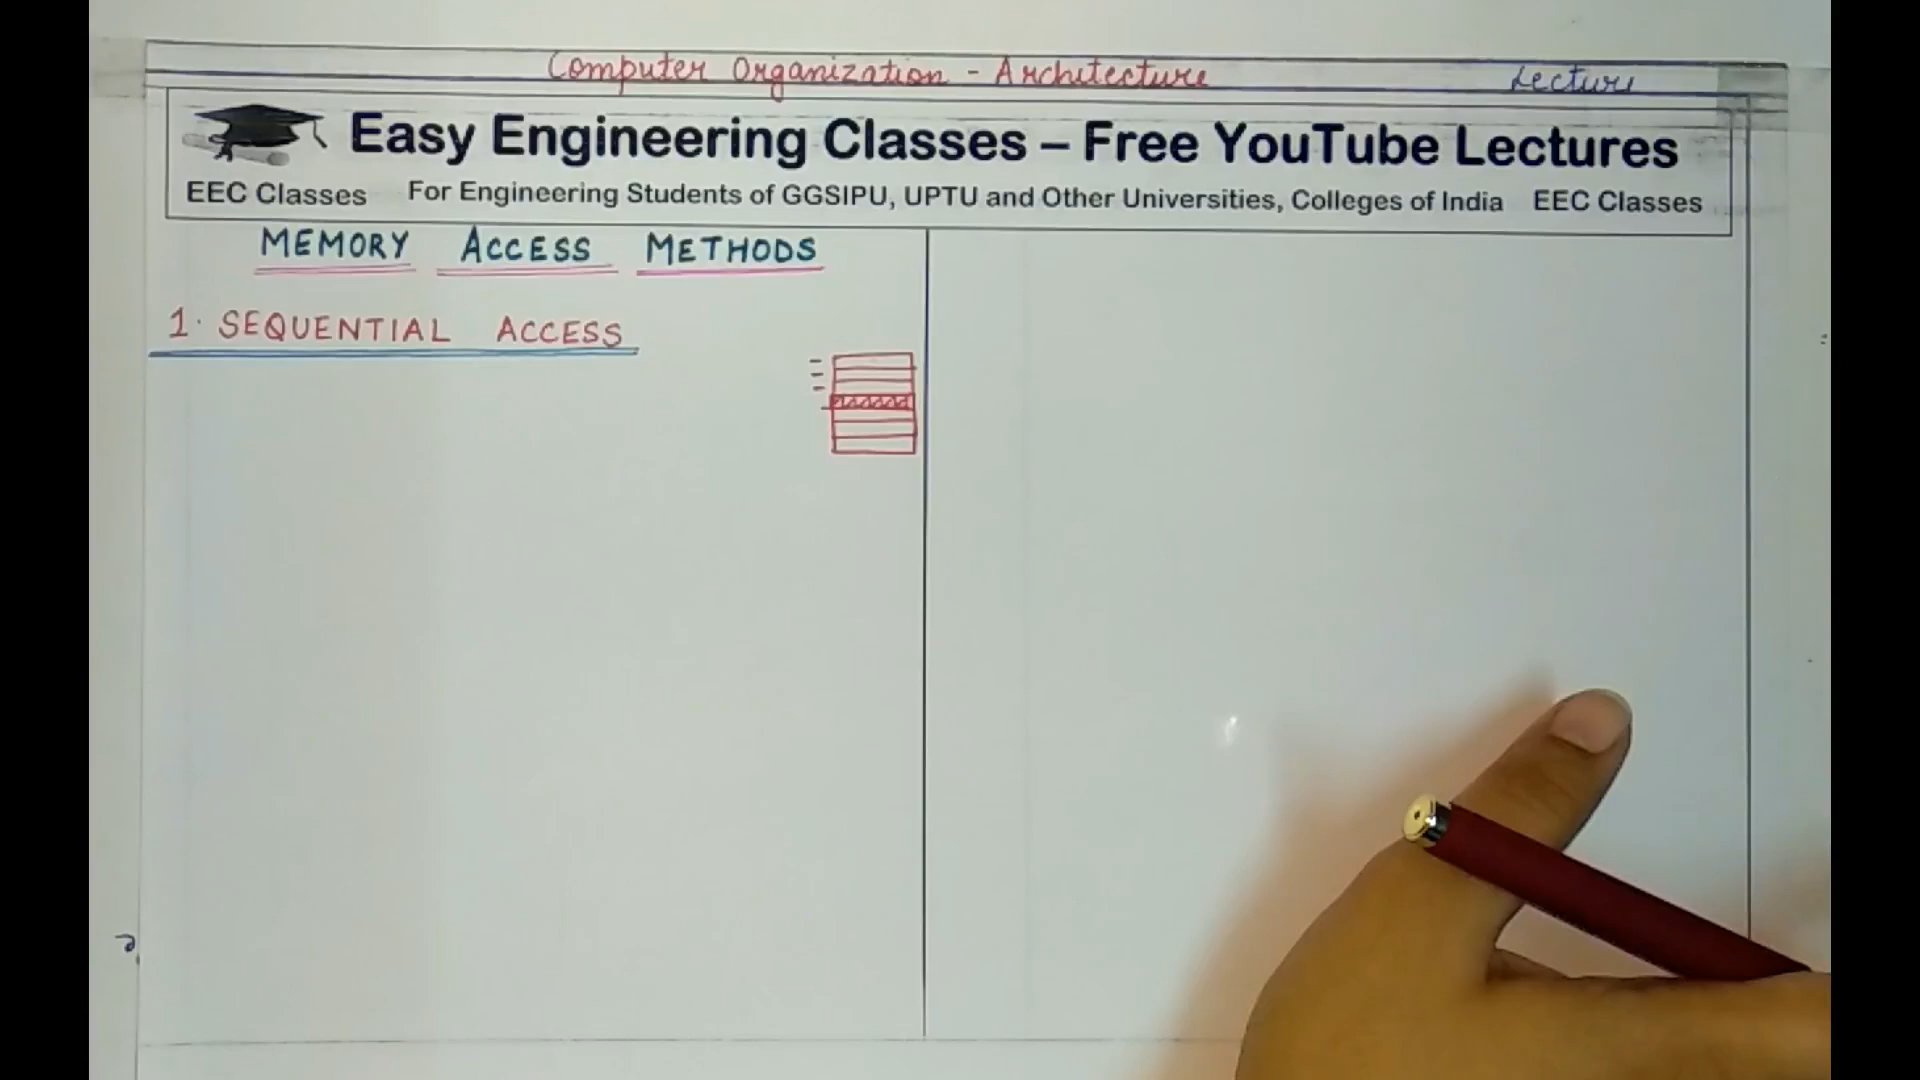 Computer Organization - Architecture Lecture
Easy Engineering Classes – Free YouTube Lectures
EEC Classes For Engineering Students of GGSIPU, UPTU and Other Universities, Colleges of India EEC Classes
MEMORY ACCESS METHODS
1. SEQUENTIAL ACCESS